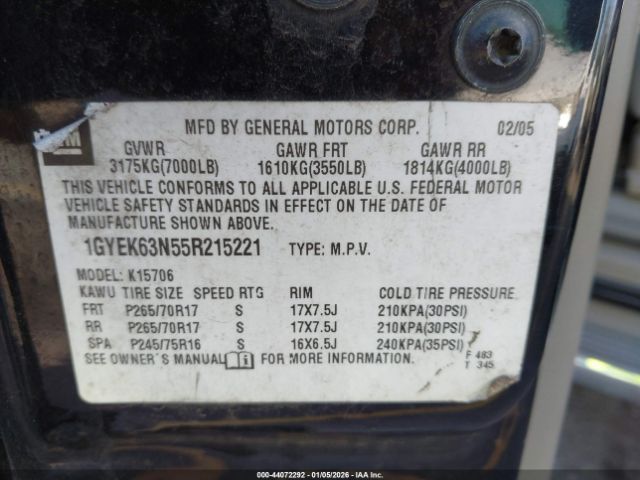 GM
MFD BY GENERAL MOTORS CORP. 02/05
GVWR GAWR FRT GAWR RR
3175KG(7000LB) 1610KG(3550LB) 1814KG(4000LB)
THIS VEHICLE CONFORMS TO ALL APPLICABLE U.S. FEDERAL MOTOR
VEHICLE SAFETY STANDARDS IN EFFECT ON THE DATE OF
MANUFACTURE SHOWN ABOVE.
1GYEK63N55R215221 TYPE: M.P.V.
MODEL: K15706
KAWU TIRE SIZE SPEED RTG RIM COLD TIRE PRESSURE
FRT P265/70R17 S 17X7.5J 210KPA(30PSI)
RR P265/70R17 S 17X7.5J 210KPA(30PSI)
SPA P245/75R16 S 16X6.5J 240KPA(35PSI)
SEE OWNER'S MANUAL i FOR MORE INFORMATION. F 483
T 345
000-44072292 - 01/05/2026 - IAA Inc.